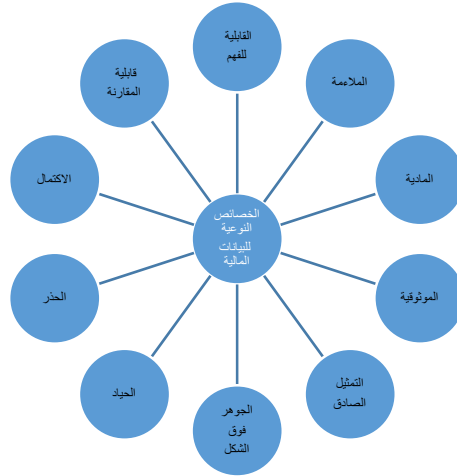 القابلية
للفهم
الملاءمة
المادية
الموثوقية
التمثيل
الصادق
الجوهر
فوق
الشكل
الحياد
الحذر
الاكتمال
قابلية
المقارنة
الخصائص
النوعية
للبيانات
المالية